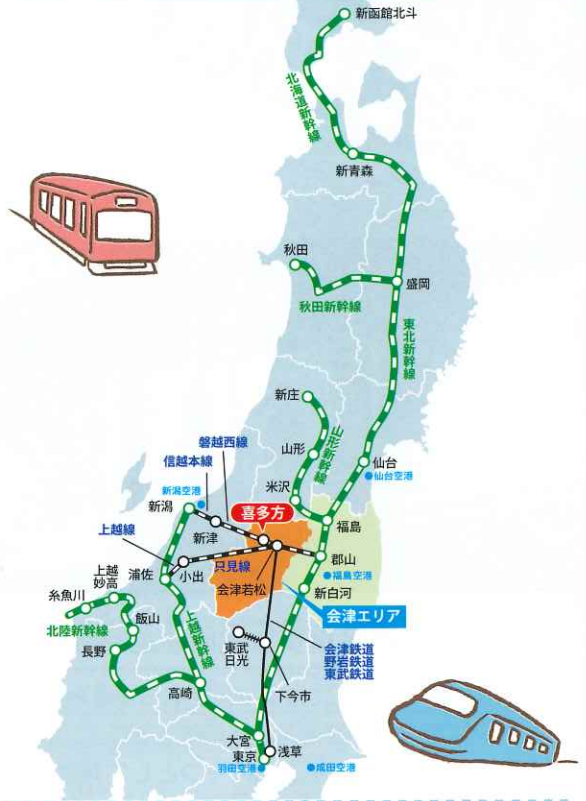 新函館北斗
北海道新幹線
新青森
秋田
盛岡
秋田新幹線
東北新幹線
新庄
山形新幹線
山形
磐越西線
信越本線
仙台
仙台空港
米沢
新潟空港
新潟
喜多方
福島
上越線
新津
郡山
只見線
上越
妙高
浦佐
小出
福島空港
会津若松
新白河
糸魚川
会津エリア
北陸新幹線
飯山
上越新幹線
東武
日光
会津鉄道
野岩鉄道
東武鉄道
長野
高崎
下今市
大宮
東京
浅草
羽田空港
成田空港